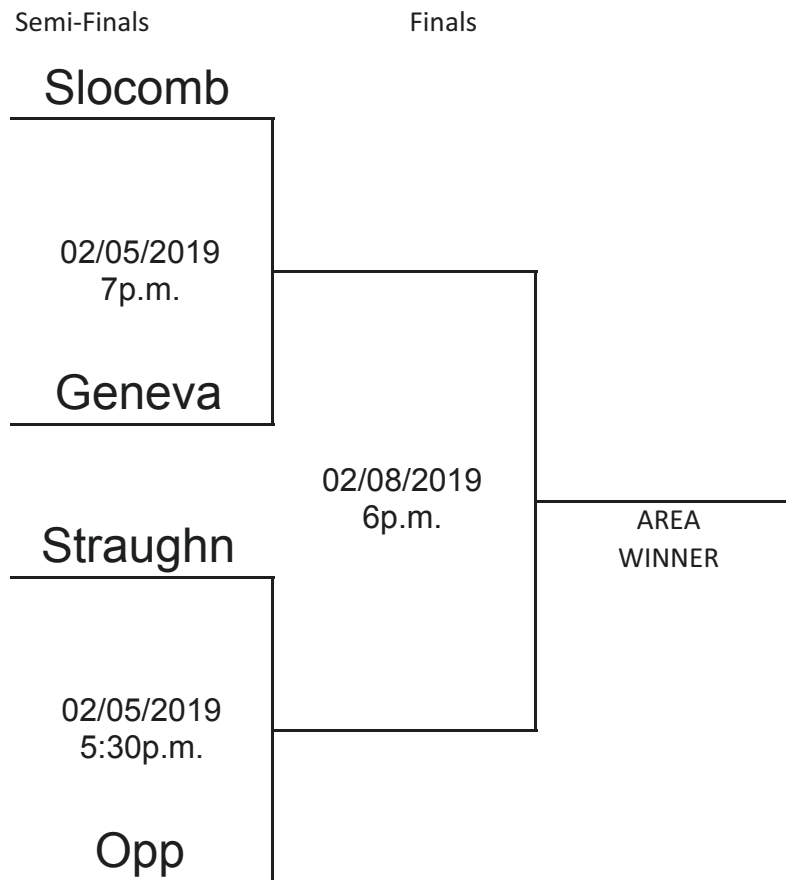 Semi-Finals
Finals
Slocomb
02/05/2019
7p.m.
Geneva
02/08/2019
6p.m.
AREA
WINNER
Straughn
02/05/2019
5:30p.m.
Opp